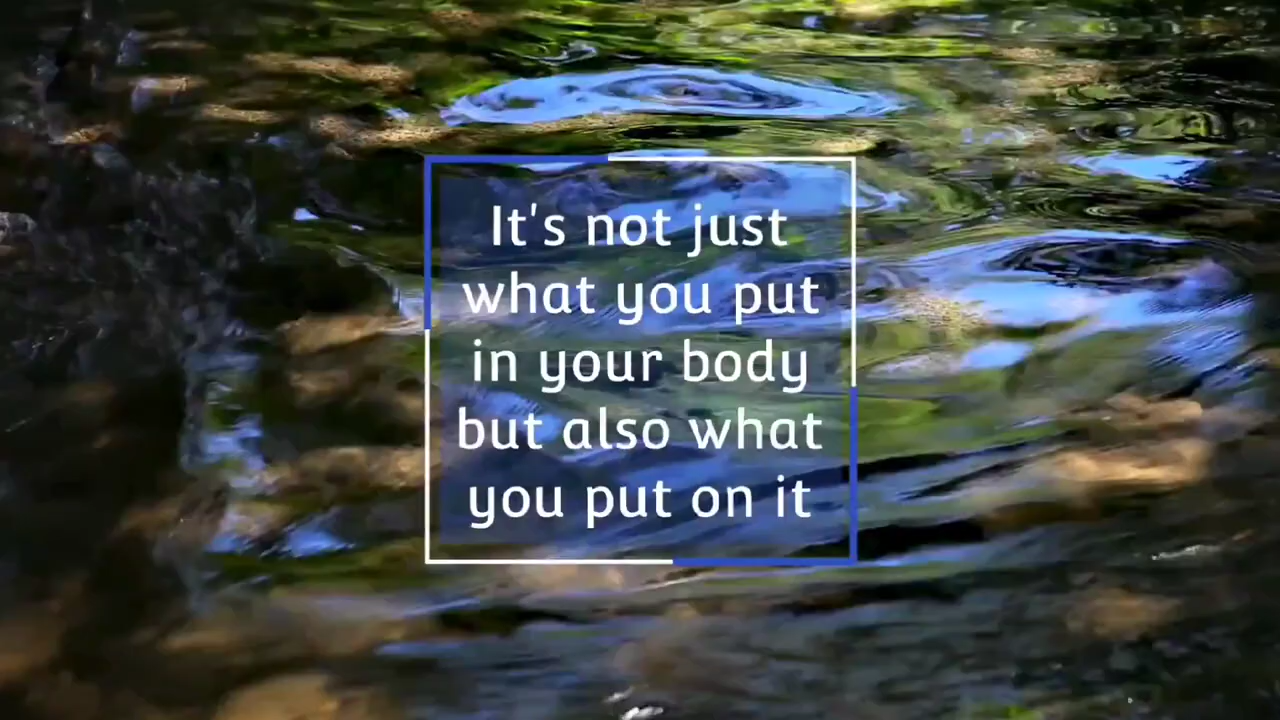 It's not just
what you put
in your body
but also what
you put on it